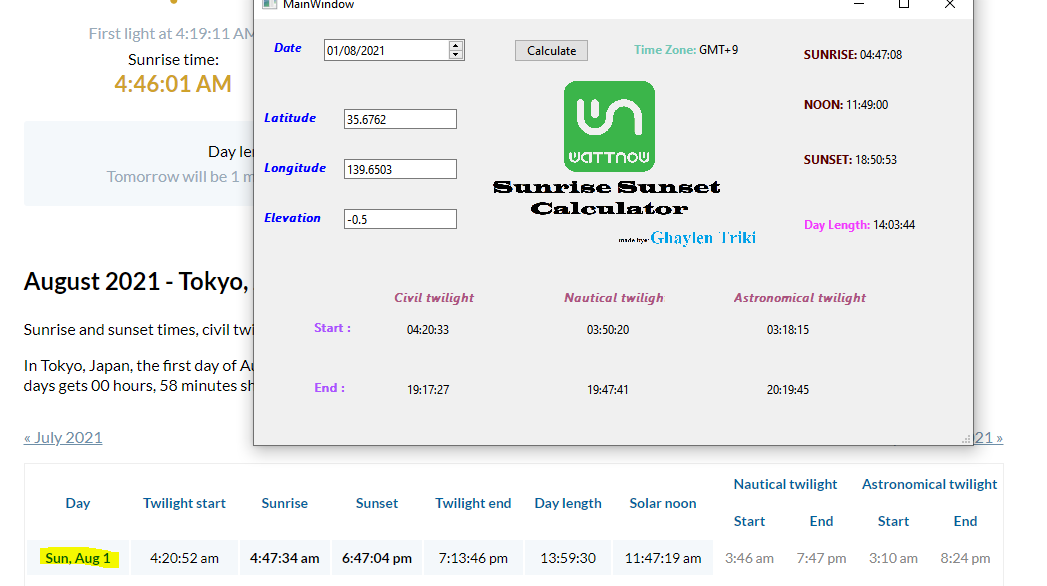 MainWindow
First light at 4:19:11 AM
Sunrise time:
4:46:01 AM
Day
Tomorrow will be 1 m
Date 01/08/2021 Calculate Time Zone: GMT+9 SUNRISE: 04:47:08
NOON: 11:49:00
Latitude 35.6762
SUNSET: 18:50:53
wattnow
Longitude 139.6503
Sunrise Sunset
Calculator
Elevation -0.5
Day Length: 14:03:44
made bye: Ghaylen Triki
August 2021 - Tokyo,
Civil twilight Nautical twiligh Astronomical twilight
Sunrise and sunset times, civil twi
Start : 04:20:33 03:50:20 03:18:15
In Tokyo, Japan, the first day of Au
days gets 00 hours, 58 minutes sh
End : 19:17:27 19:47:41 20:19:45
« July 2021 21 »
Day Twilight start Sunrise Sunset Twilight end Day length Solar noon Nautical twilight Astronomical twilight
Start End Start End
Sun, Aug 1 4:20:52 am 4:47:34 am 6:47:04 pm 7:13:46 pm 13:59:30 11:47:19 am 3:46 am 7:47 pm 3:10 am 8:24 pm